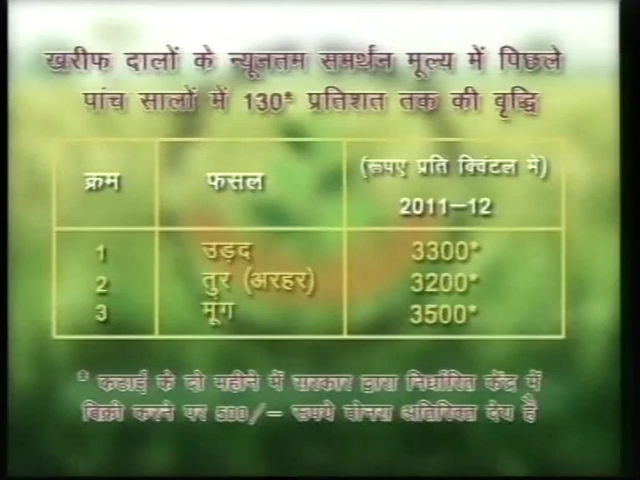 खरीफ दालों के न्यूनतम समर्थन मूल्य में पिछले
पांच सालों में 130* प्रतिशत तक की वृद्धि
क्रम फसल (रूपए प्रति क्विंटल में)
2011–12
1 उड़द 3300*
2 तुर (अरहर) 3200*
3 मूंग 3500*
* कटाई के दो महीने में सरकार द्वारा निर्धारित केंद्र में
बिक्री करने पर 500/– रूपये बोनस अतिरिक्त देय है